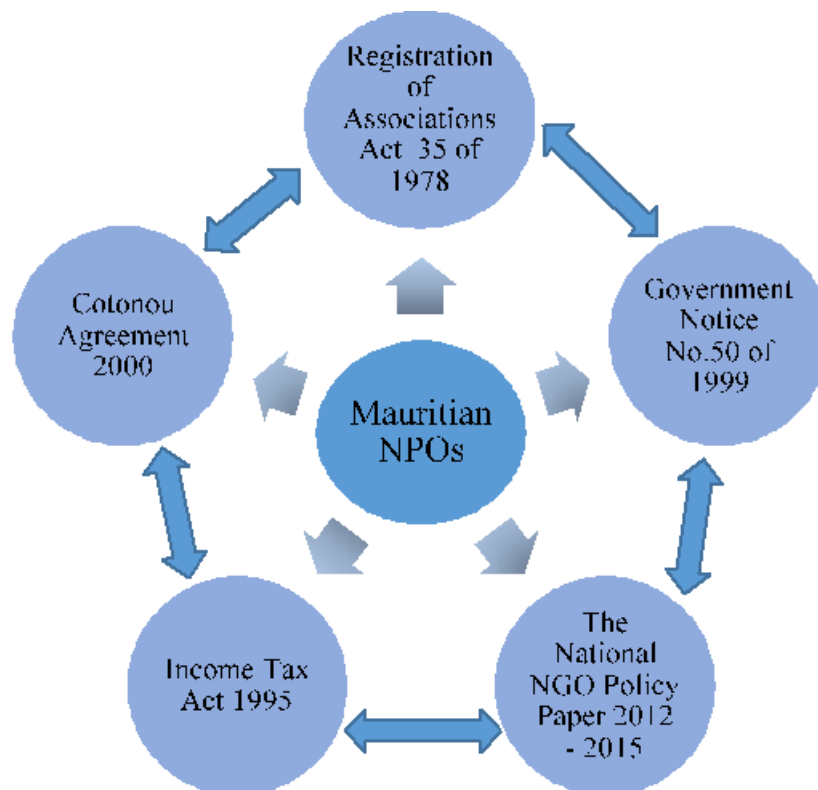 Registration
of
Associations
Act 35 of
1978
Government
Notice
No.50 of
1999
The
National
NGO Policy
Paper 2012
- 2015
Income Tax
Act 1995
Cotonou
Agreement
2000
Mauritian
NPOs